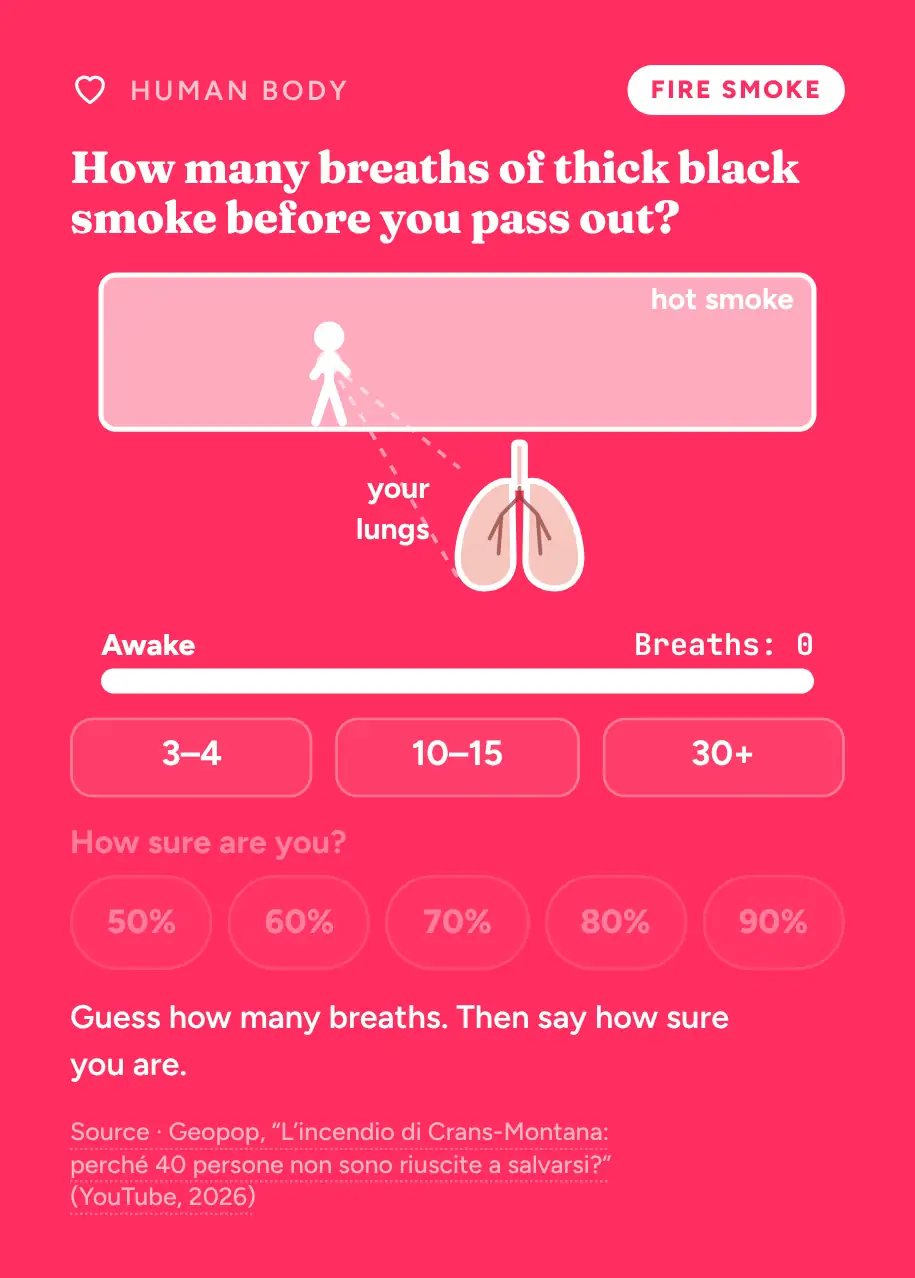 HUMAN BODY
FIRE SMOKE
How many breaths of thick black
smoke before you pass out?
hot smoke
your
lungs
Awake
Breaths: 0
3–4
10–15
30+
How sure are you?
50%
60%
70%
80%
90%
Guess how many breaths. Then say how sure
you are.
Source · Geopop, “L’incendio di Crans-Montana:
perché 40 persone non sono riuscite a salvarsi?”
(YouTube, 2026)